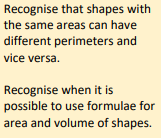 Recognise that shapes with
the same areas can have
different perimeters and
vice versa.
Recognise when it is
possible to use formulae for
area and volume of shapes.